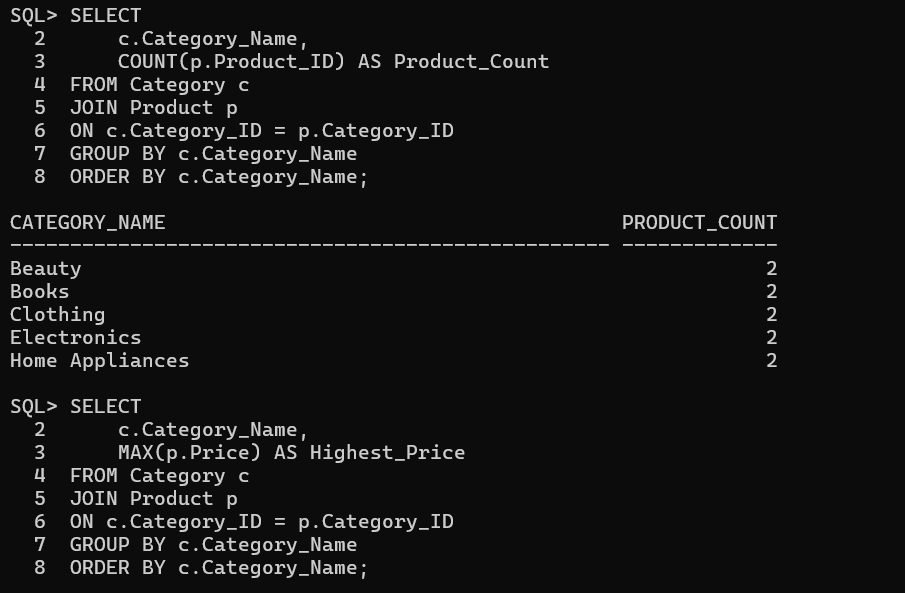 SQL> SELECT
  2      c.Category_Name,
  3      COUNT(p.Product_ID) AS Product_Count
  4  FROM Category c
  5  JOIN Product p
  6  ON c.Category_ID = p.Category_ID
  7  GROUP BY c.Category_Name
  8  ORDER BY c.Category_Name;

CATEGORY_NAME                                      PRODUCT_COUNT
-------------------------------------------------- -------------
Beauty                                                         2
Books                                                          2
Clothing                                                       2
Electronics                                                    2
Home Appliances                                                2

SQL> SELECT
  2      c.Category_Name,
  3      MAX(p.Price) AS Highest_Price
  4  FROM Category c
  5  JOIN Product p
  6  ON c.Category_ID = p.Category_ID
  7  GROUP BY c.Category_Name
  8  ORDER BY c.Category_Name;